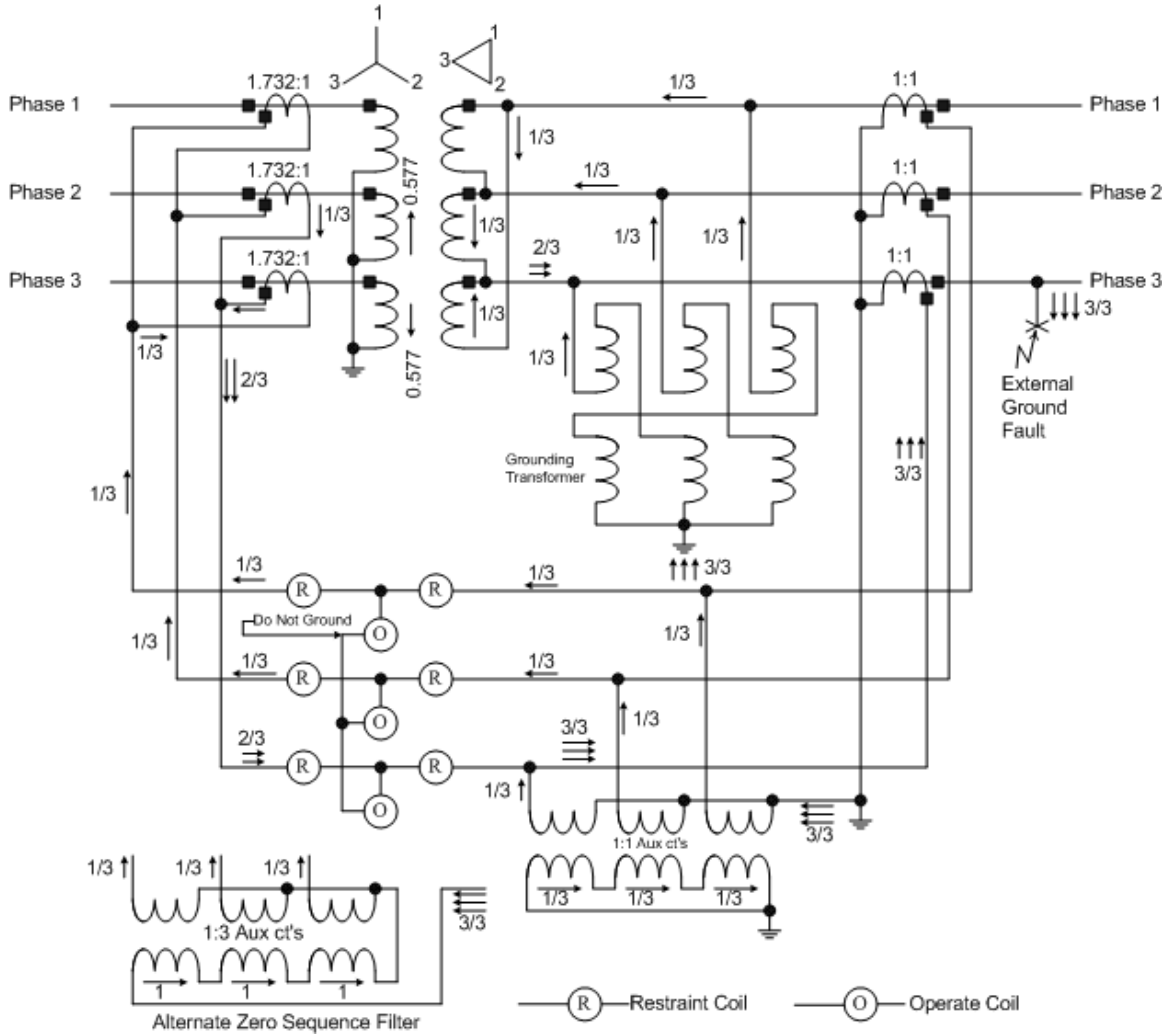 1
3
2
3
1
2
1.732:1
1/3
1:1
Phase 1
Phase 1
1/3
0.577
1.732:1
1/3
1:1
Phase 2
Phase 2
1/3
1/3
1/3
1/3
2/3
1.732:1
1:1
Phase 3
Phase 3
1/3
3/3
1/3
1/3
0.577
2/3
External
Ground
Fault
Grounding
Transformer
3/3
1/3
3/3
1/3
1/3
R
R
Do Not Ground
O
1/3
1/3
1/3
1/3
R
R
O
1/3
2/3
3/3
R
R
1/3
O
3/3
1:1 Aux ct's
1/3
1/3
1/3
1/3
1/3
1/3
3/3
1:3 Aux ct's
1
1
1
R
Restraint Coil
O
Operate Coil
Alternate Zero Sequence Filter